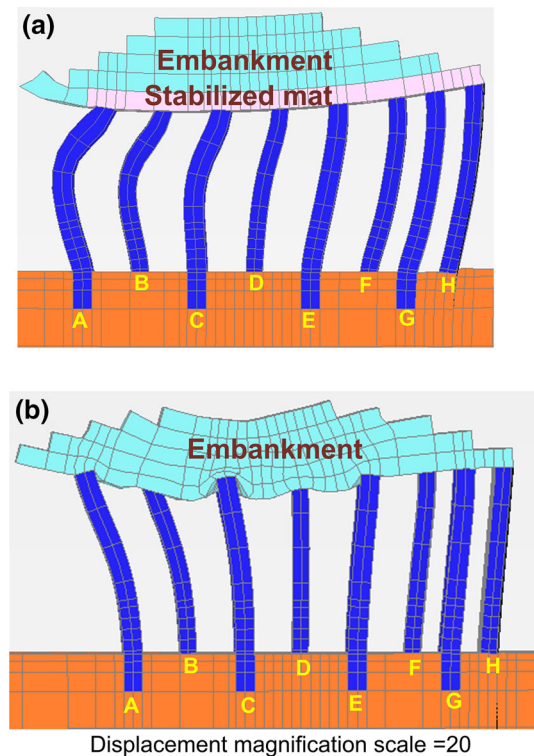 (a)
Embankment
Stabilized mat
A B C D E F G H
(b)
Embankment
A B C D E F G H
Displacement magnification scale =20